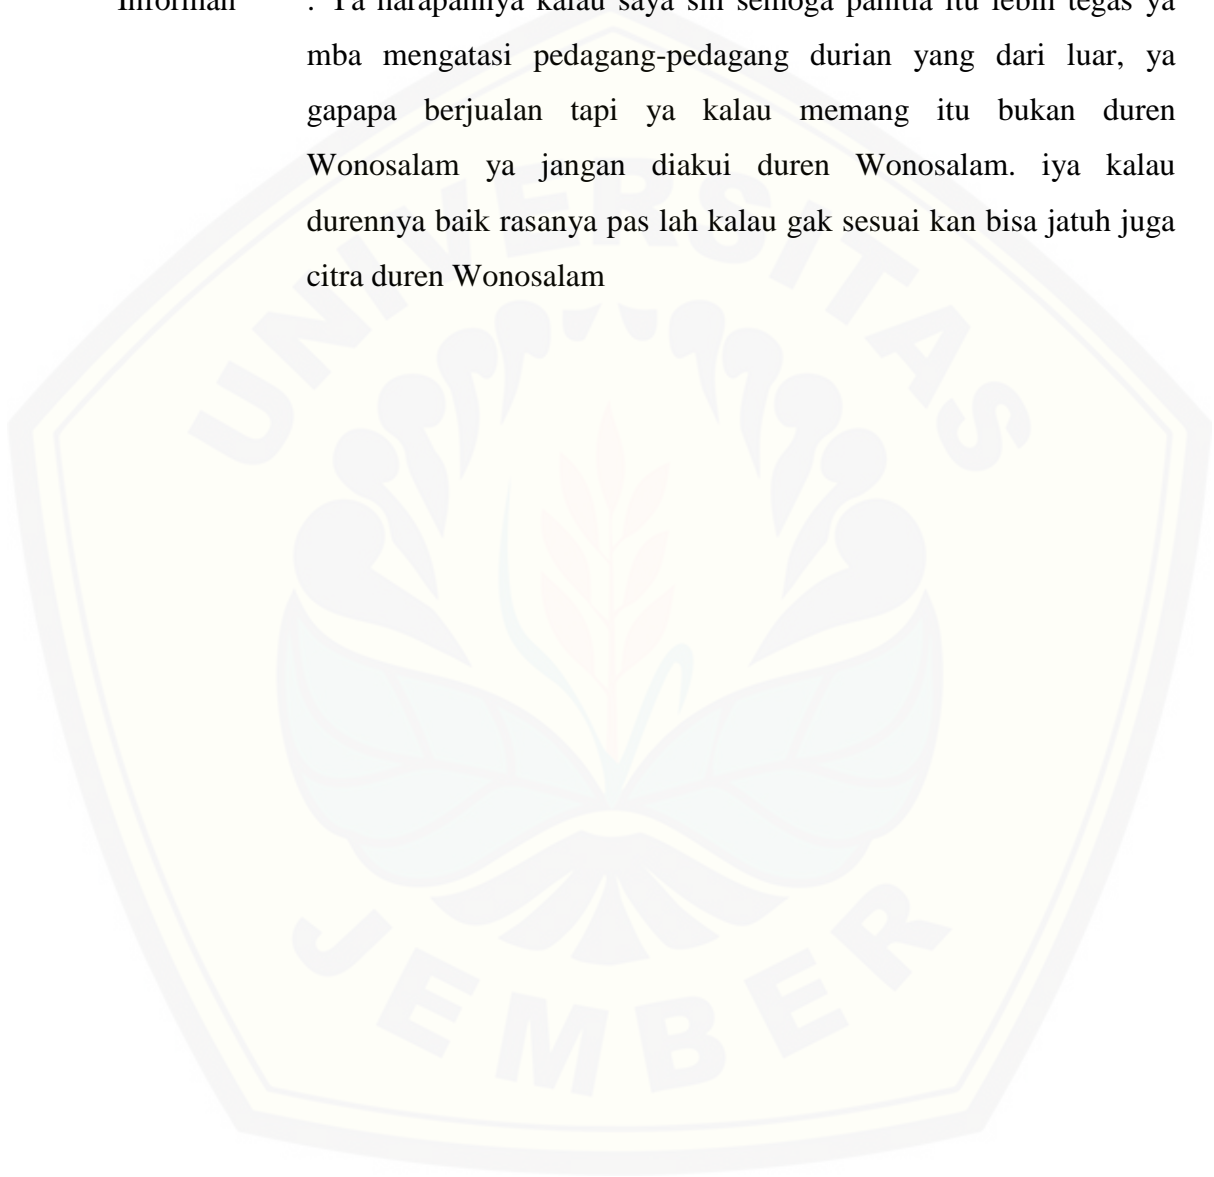 Informan : Ya harapannya kalau saya sih semoga panitia itu lebih tegas ya
mba mengatasi pedagang-pedagang durian yang dari luar, ya
gapapa berjualan tapi ya kalau memang itu bukan duren
Wonosalam ya jangan diakui duren Wonosalam. iya kalau
durennya baik rasanya pas lah kalau gak sesuai kan bisa jatuh juga
citra duren Wonosalam
UNIVERSITAS
JEMBER